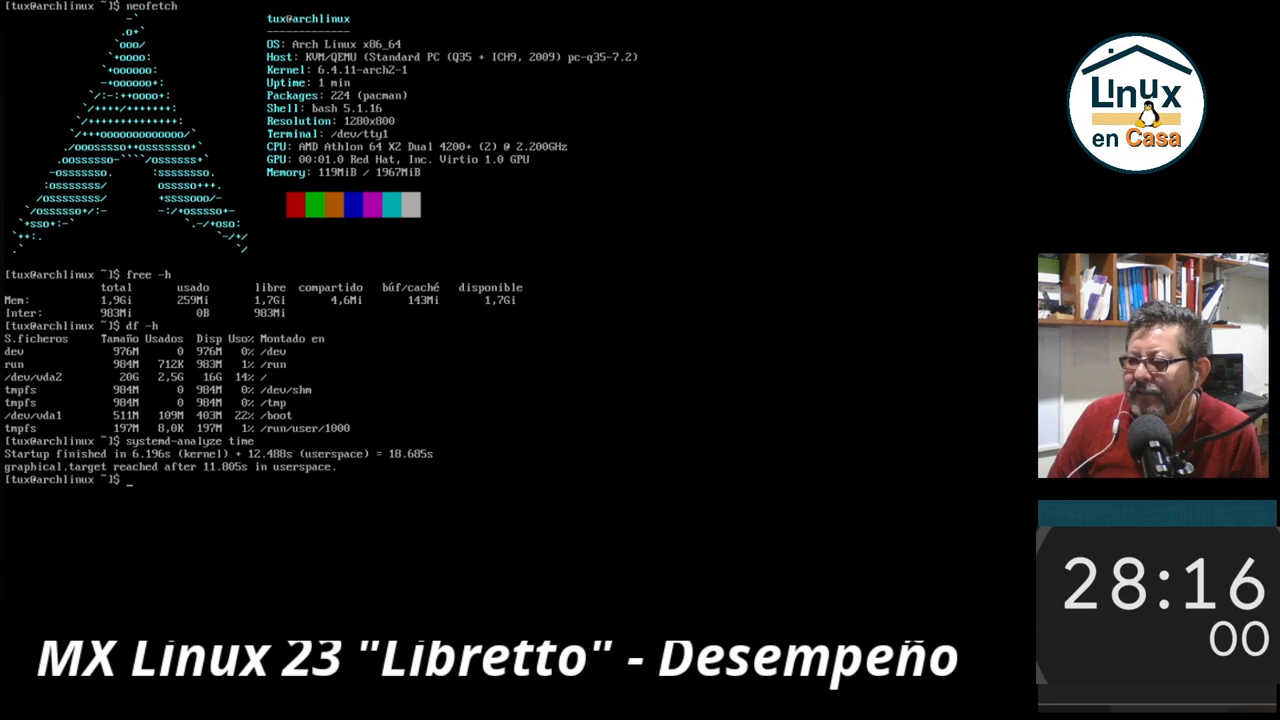 [tux@archlinux ~]$ neofetch
tux@archlinux
-------------
OS: Arch Linux x86_64
Host: KVM/QEMU (Standard PC (Q35 + ICH9, 2009) pc-q35-7.2)
Kernel: 6.4.11-arch2-1
Uptime: 1 min
Packages: 224 (pacman)
Shell: bash 5.1.16
Resolution: 1280x800
Terminal: /dev/tty1
CPU: AMD Athlon 64 X2 Dual 4200+ (2) @ 2.200GHz
GPU: 00:01.0 Red Hat, Inc. Virtio 1.0 GPU
Memory: 119MiB / 1967MiB
[tux@archlinux ~]$ free -h
total usado libre compartido búf/caché disponible
Mem: 1,9Gi 259Mi 1,7Gi 4,6Mi 143Mi 1,7Gi
Inter: 983Mi 0B 983Mi
[tux@archlinux ~]$ df -h
S.ficheros Tamaño Usados Disp Uso% Montado en
dev 976M 0 976M 0% /dev
run 984M 712K 983M 1% /run
/dev/vda2 20G 2,5G 16G 14% /
tmpfs 984M 0 984M 0% /dev/shm
tmpfs 984M 0 984M 0% /tmp
/dev/vda1 511M 109M 403M 22% /boot
tmpfs 197M 8,0K 197M 1% /run/user/1000
[tux@archlinux ~]$ systemd-analyze time
Startup finished in 6.196s (kernel) + 12.488s (userspace) = 18.685s
graphical.target reached after 11.805s in userspace.
[tux@archlinux ~]$ _
Linux
en Casa
28:16
00
MX Linux 23 "Libretto" - Desempeño